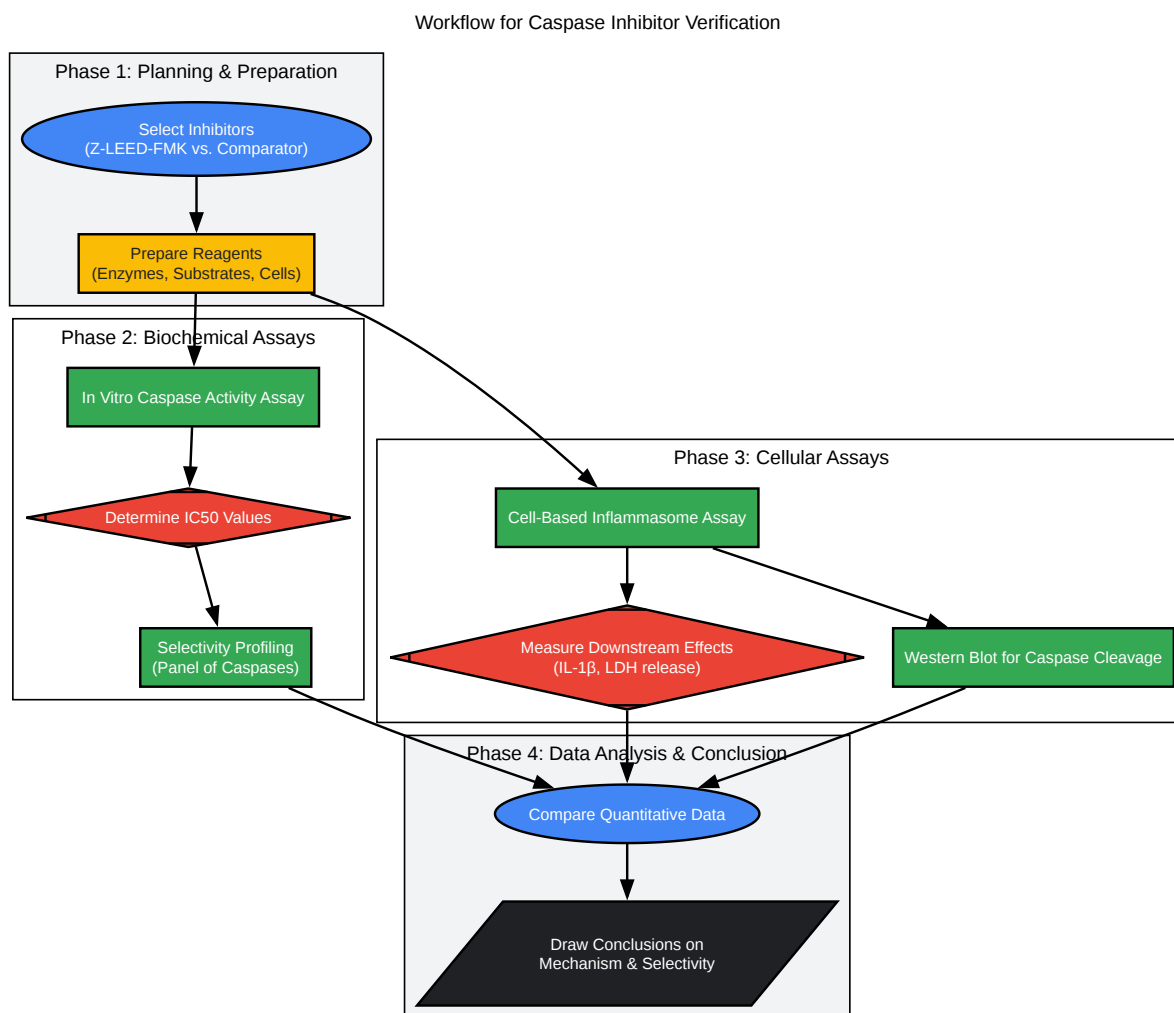 Workflow for Caspase Inhibitor Verification
Phase 1: Planning & Preparation
Select Inhibitors
(Z-LEED-FMK vs. Comparator)
Prepare Reagents
(Enzymes, Substrates, Cells)
Phase 2: Biochemical Assays
In Vitro Caspase Activity Assay
Determine IC50 Values
Selectivity Profiling
(Panel of Caspases)
Phase 3: Cellular Assays
Cell-Based Inflammasome Assay
Measure Downstream Effects
(IL-1β, LDH release)
Western Blot for Caspase Cleavage
Phase 4: Data Analysis & Conclusion
Compare Quantitative Data
Draw Conclusions on
Mechanism & Selectivity